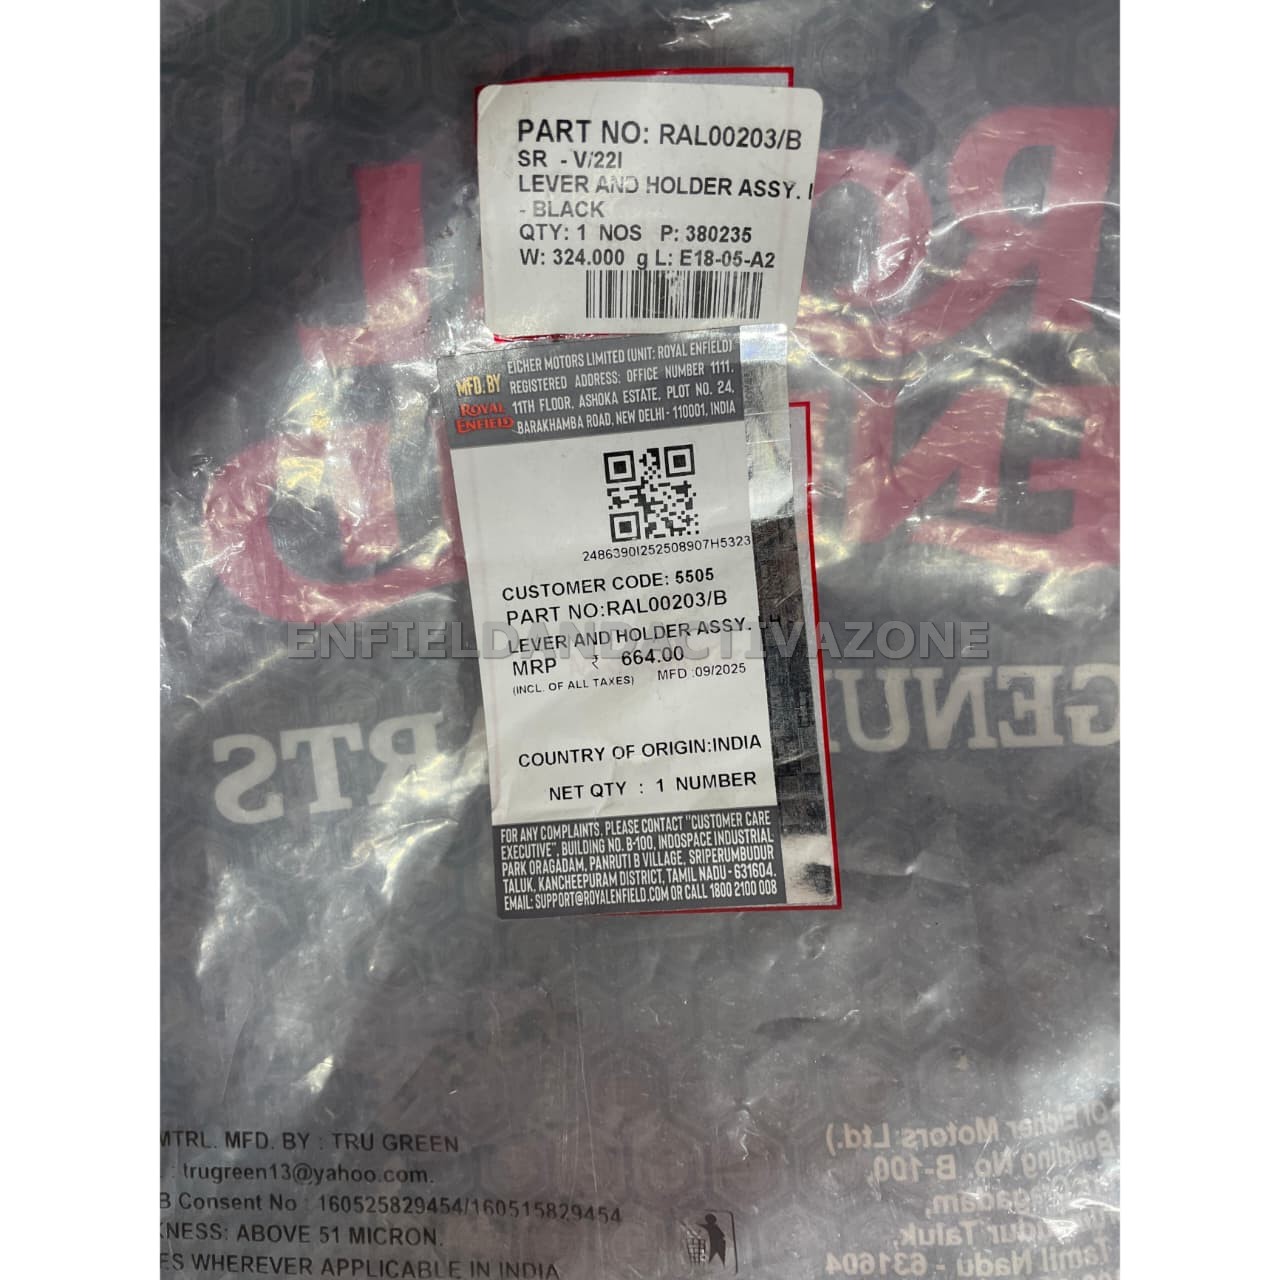 PART NO: RAL00203/B
SR - V/22I
LEVER AND HOLDER ASSY.
- BLACK
QTY: 1 NOS P: 380235
W: 324.000 g L: E18-05-A2
MFD. BY
ROYAL
ENFIELD
EICHER MOTORS LIMITED (UNIT: ROYAL ENFIELD)
REGISTERED ADDRESS: OFFICE NUMBER 1111,
11TH FLOOR, ASHOKA ESTATE, PLOT NO. 24,
BARAKHAMBA ROAD, NEW DELHI - 110001, INDIA
2486390I252508907H5323
CUSTOMER CODE: 5505
PART NO:RAL00203/B
LEVER AND HOLDER ASSY.
ENFIELDANDACTIVAZONE
MRP ₹ 664.00
(INCL. OF ALL TAXES) MFD :09/2025
COUNTRY OF ORIGIN:INDIA
NET QTY : 1 NUMBER
FOR ANY COMPLAINTS, PLEASE CONTACT "CUSTOMER CARE
EXECUTIVE", BUILDING NO. B-100, INDOSPACE INDUSTRIAL
PARK ORAGADAM, PANRUTI B VILLAGE, SRIPERUMBUDUR
TALUK, KANCHEEPURAM DISTRICT, TAMIL NADU - 631604.
EMAIL: SUPPORT@ROYALENFIELD.COM OR CALL 1800 2100 008
ROYAL
ENFIELD
GENUINE PARTS
MTRL. MFD. BY : TRU GREEN
: trugreen13@yahoo.com.
B Consent No : 160525829454/160515829454
KNESS: ABOVE 51 MICRON.
ES WHEREVER APPLICABLE IN INDIA
Of Eicher Motors Ltd.)
Building No. B-100,
Taluk,
Tamil Nadu - 631604